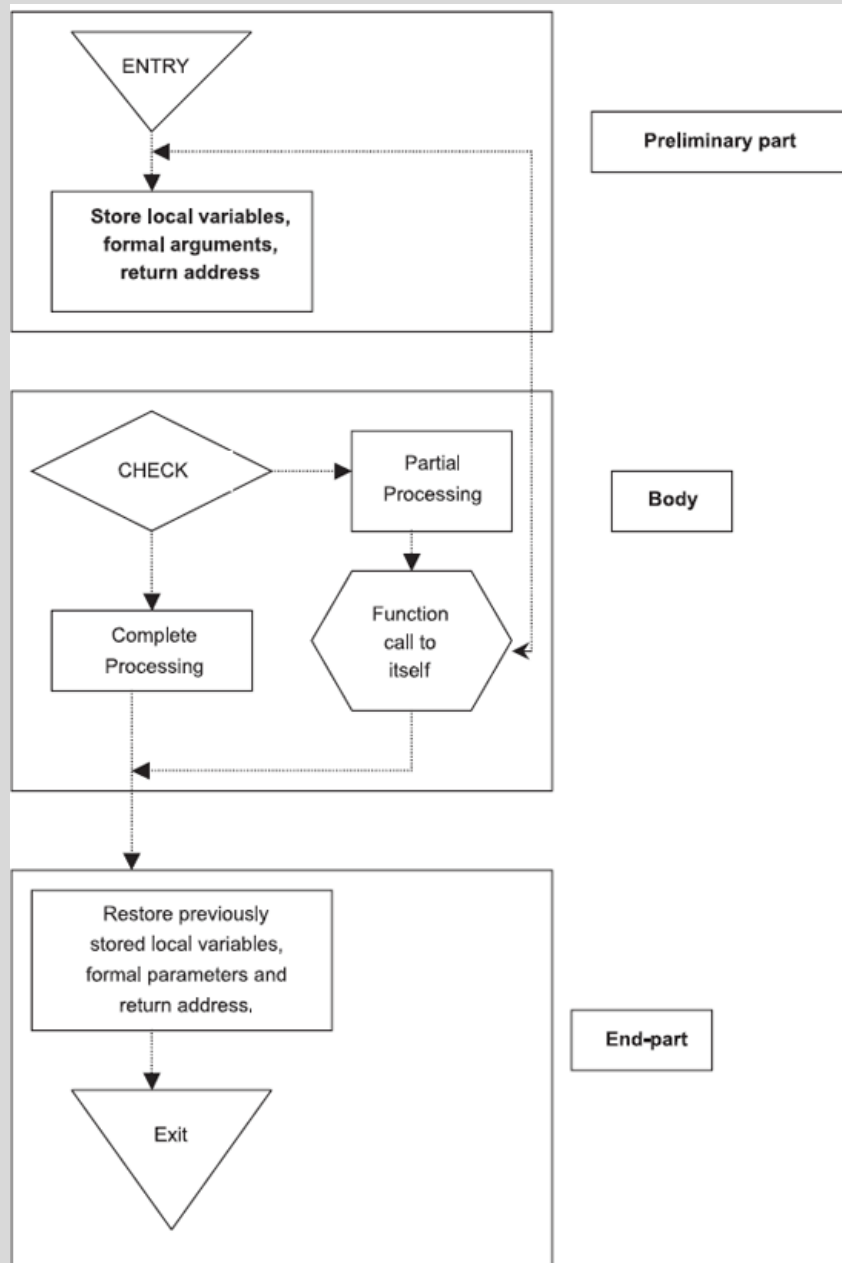 ENTRY
Preliminary part
Store local variables,
formal arguments,
return address
CHECK
Partial
Processing
Body
Complete
Processing
Function
call to
itself
Restore previously
stored local variables,
formal parameters and
return address.
End-part
Exit